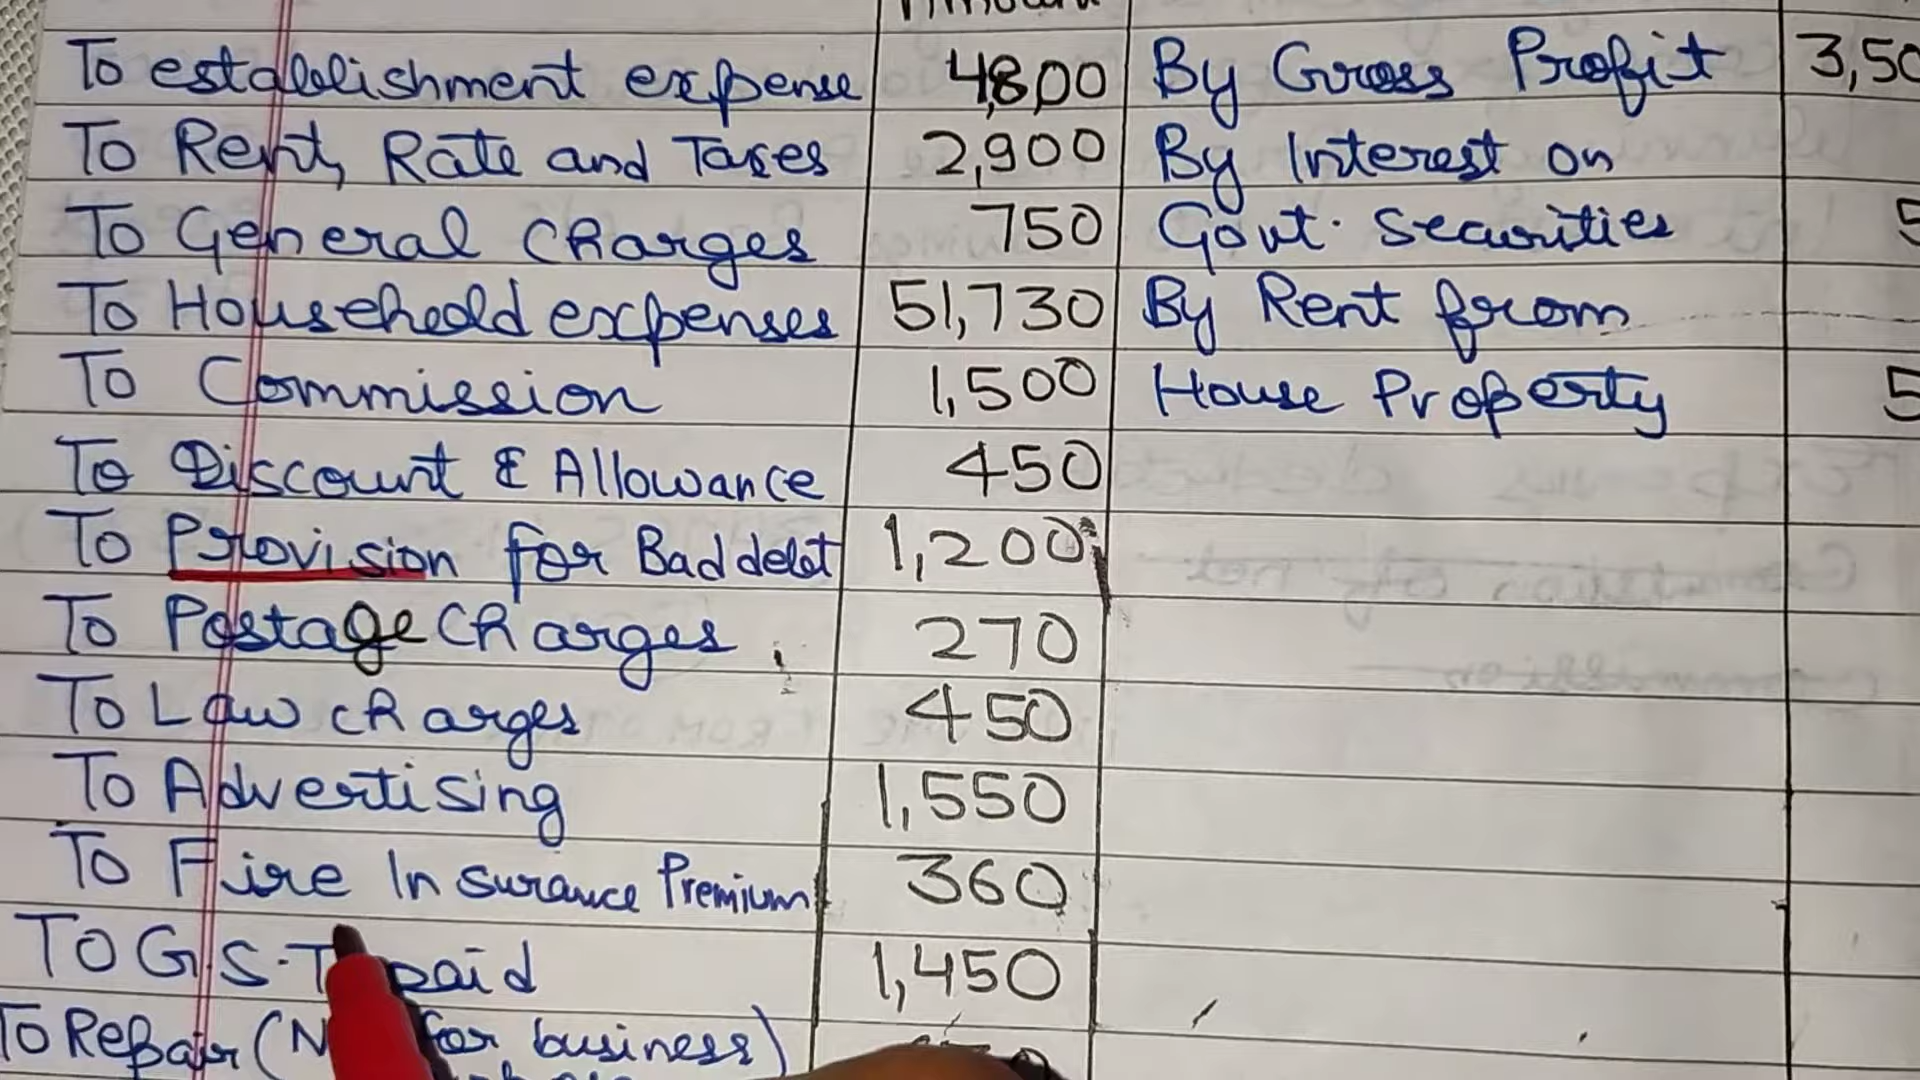 To establishment expense 4,800 By Gross Profit 3,50
To Rent, Rate and Taxes 2,900 By Interest on
To General Charges 750 Govt. Securities 5
To Household expenses 51,730 By Rent from
To Commission 1,500 House Property 5
To Discount & Allowance 450
To Provision for Bad debt 1,200
To Postage Charges 270
To Law charges 450
To Advertising 1,550
To Fire Insurance Premium 360
To G.S.T paid 1,450
To Repair ( for business)